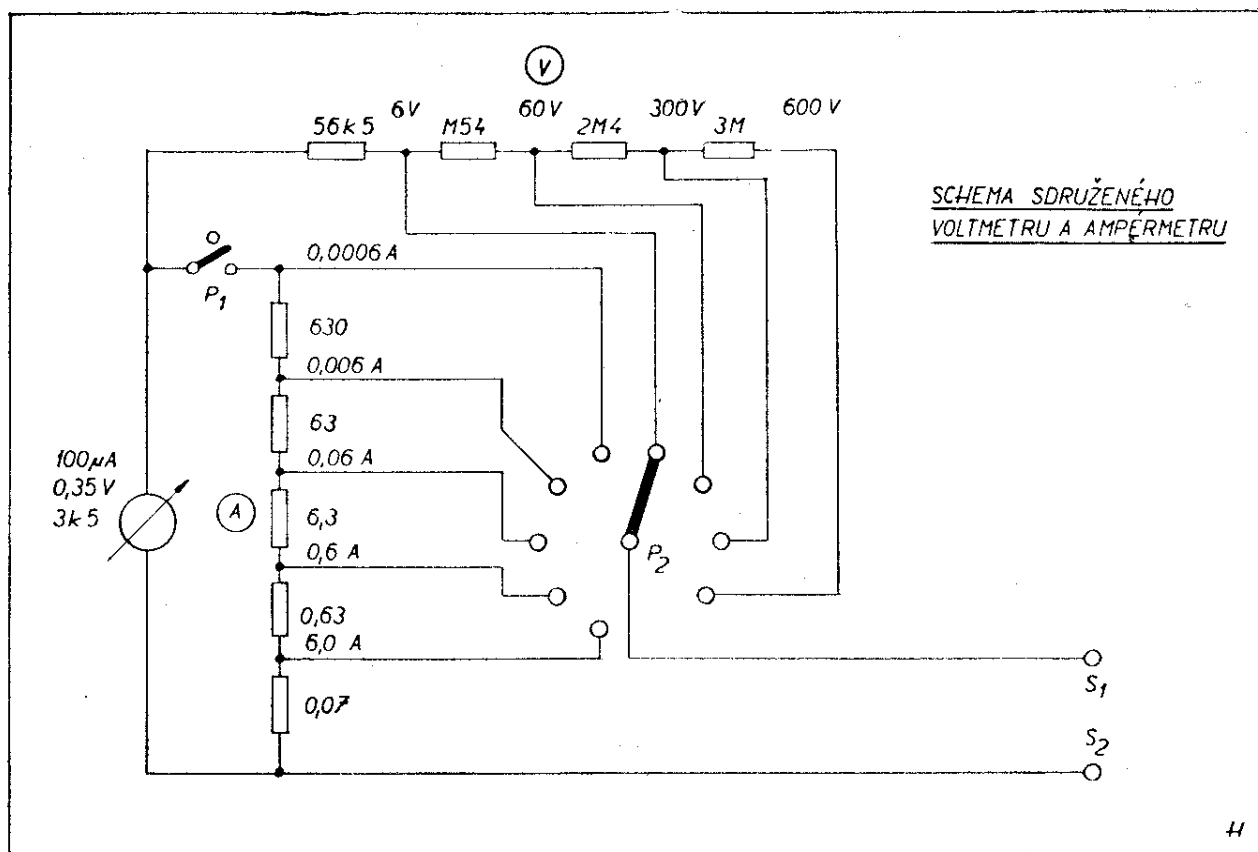 V
6V 60V 300V 600V
56k5 M54 2M4 3M
SCHEMA SDRUŽENÉHO
VOLTMETRU A AMPÉRMETRU
0,0006 A
P1
630
0,006 A
63
0,06 A
100µA
0,35 V
3k5
A
6,3
P2
0,6 A
0,63
6,0 A
S1
0,07
S2
H